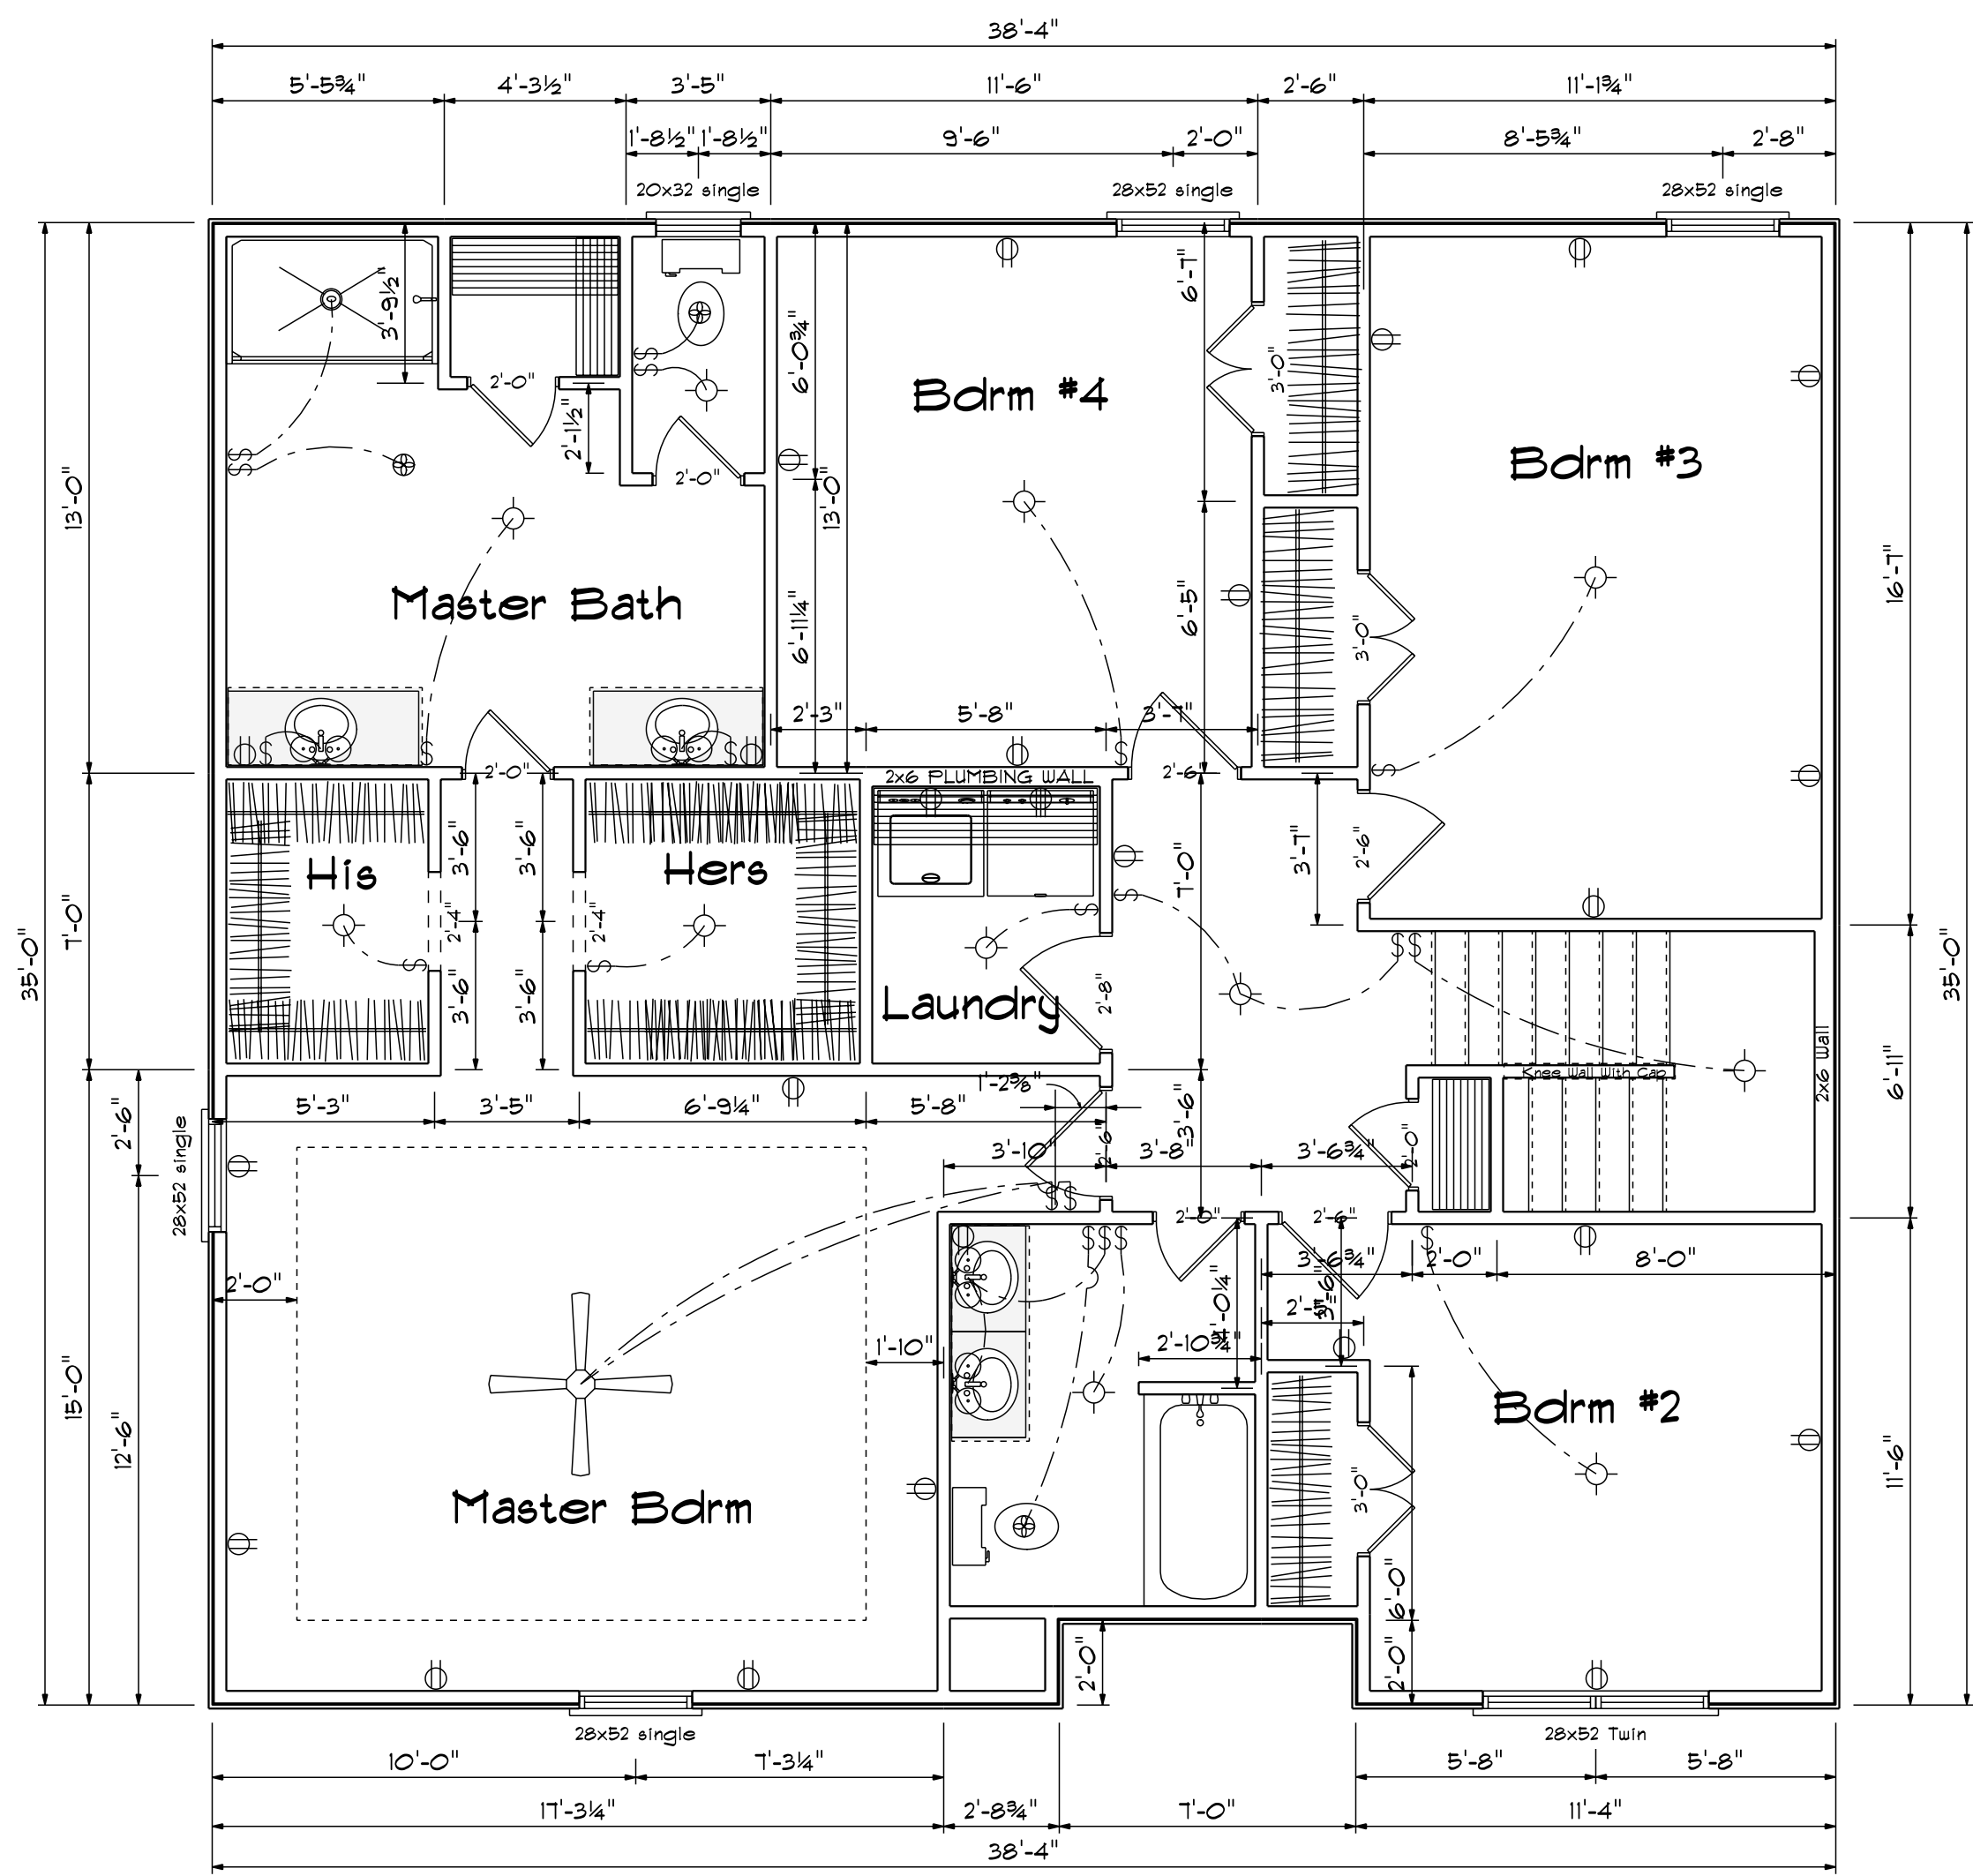 38'-4"
5'-5¾" 4'-3½" 3'-5" 11'-6" 2'-6" 11'-1¾"
1'-8½" 1'-8½" 9'-6" 2'-0" 8'-5¾" 2'-8"
20x32 single 28x52 single 28x52 single
3'-9½"
6'-7"
2'-0"
6'-0¾"
3'-0"
Bdrm #4
2'-1½"
2'-0"
Bdrm #3
13'-0"
13'-0"
16'-7"
Master Bath
6'-11¼"
6'-5"
3'-0"
2'-3" 5'-8" 3'-7"
2'-0"
2x6 PLUMBING WALL
2'-6"
3'-6" 3'-6"
7'-0"
3'-7"
2'-6"
His Hers
2'-4" 2'-4"
7'-0"
35'-0"
35'-0"
3'-6" 3'-6"
Laundry
2'-8"
6'-11"
2x6 Wall
Knee Wall With Cap
1'-2⅝"
5'-3" 3'-5" 6'-9¼" 5'-8"
2'-6"
28x52 single
3'-6"
2'-6"
3'-10" 3'-8" 3'-6¾"
2'-0"
2'-0" 2'-6"
3'-6¾" 2'-0" 8'-0"
2'-0"
3'-6"
4'-0¼"
2'-10¾"
1'-10"
15'-0"
12'-6"
Bdrm #2
11'-6"
3'-0"
Master Bdrm
6'-0"
2'-0"
2'-0"
28x52 single 28x52 Twin
10'-0" 7'-3¼" 5'-8" 5'-8"
17'-3¼" 2'-8¾" 7'-0" 11'-4"
38'-4"